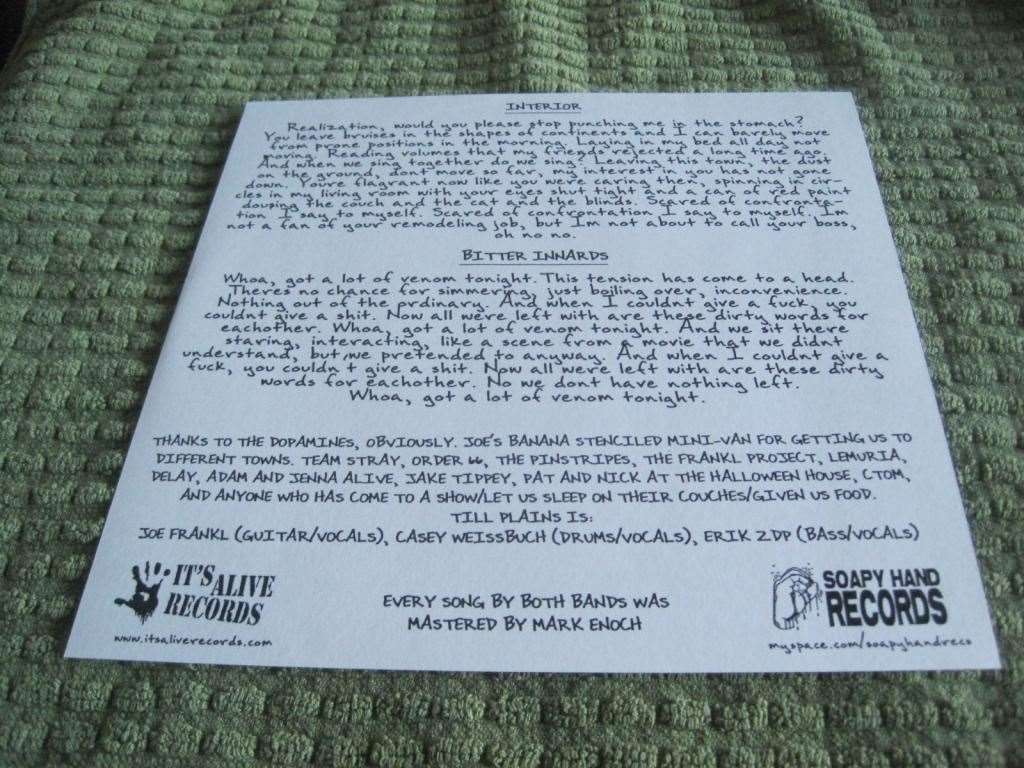 INTERIOR
Realization, would you please stop punching me in the stomach?
You leave bruises in the shapes of continents and I can barely move
from prone positions in the morning. Laying in my bed all day not
moving. Reading volumes that my friends rejected a long time ago.
And when we sing together do we sing? Leaving this town, the dust
on the ground, dont move so far, my interest in you has not gone
down. Youre flagrant now like you were caring then, spinning in cir-
cles in my living room with your eyes shut tight and a can of red paint
dousing the couch and the cat and the blinds. Scared of confronta-
tion I say to myself. Scared of confrontation I say to myself. Im
not a fan of your remodeling job, but Im not about to call your boss,
oh no no.
BITTER INNARDS
Whoa, got a lot of venom tonight. This tension has come to a head.
Theres no chance for simmering, just boiling over, inconvenience.
Nothing out of the ordinary. And when I couldnt give a fuck, you
couldnt give a shit. Now all were left with are these dirty words for
eachother. Whoa, got a lot of venom tonight. And we sit there
staring, interacting, like a scene from a movie that we didnt
understand, but we pretended to anyway. And when I couldnt give a
fuck, you couldnt give a shit. Now all were left with are these dirty
words for eachother. No we dont have nothing left.
Whoa, got a lot of venom tonight.
THANKS TO THE DOPAMINES, OBVIOUSLY. JOE'S BANANA STENCILED MINI-VAN FOR GETTING US TO
DIFFERENT TOWNS. TEAM STRAY, ORDER 66, THE PINSTRIPES, THE FRANKL PROJECT, LEMURIA,
DELAY, ADAM AND JENNA ALIVE, JAKE TIPPEY, PAT AND NICK AT THE HALLOWEEN HOUSE, CTOM,
AND ANYONE WHO HAS COME TO A SHOW/LET US SLEEP ON THEIR COUCHES/GIVEN US FOOD.
TILL PLAINS IS:
JOE FRANKL (GUITAR/VOCALS), CASEY WEISSBUCH (DRUMS/VOCALS), ERIK ZDP (BASS/VOCALS)
IT'S ALIVE
RECORDS
www.itsaliverecords.com
EVERY SONG BY BOTH BANDS WAS
MASTERED BY MARK ENOCH
SOAPY HAND
RECORDS
myspace.com/soapyhandrecs